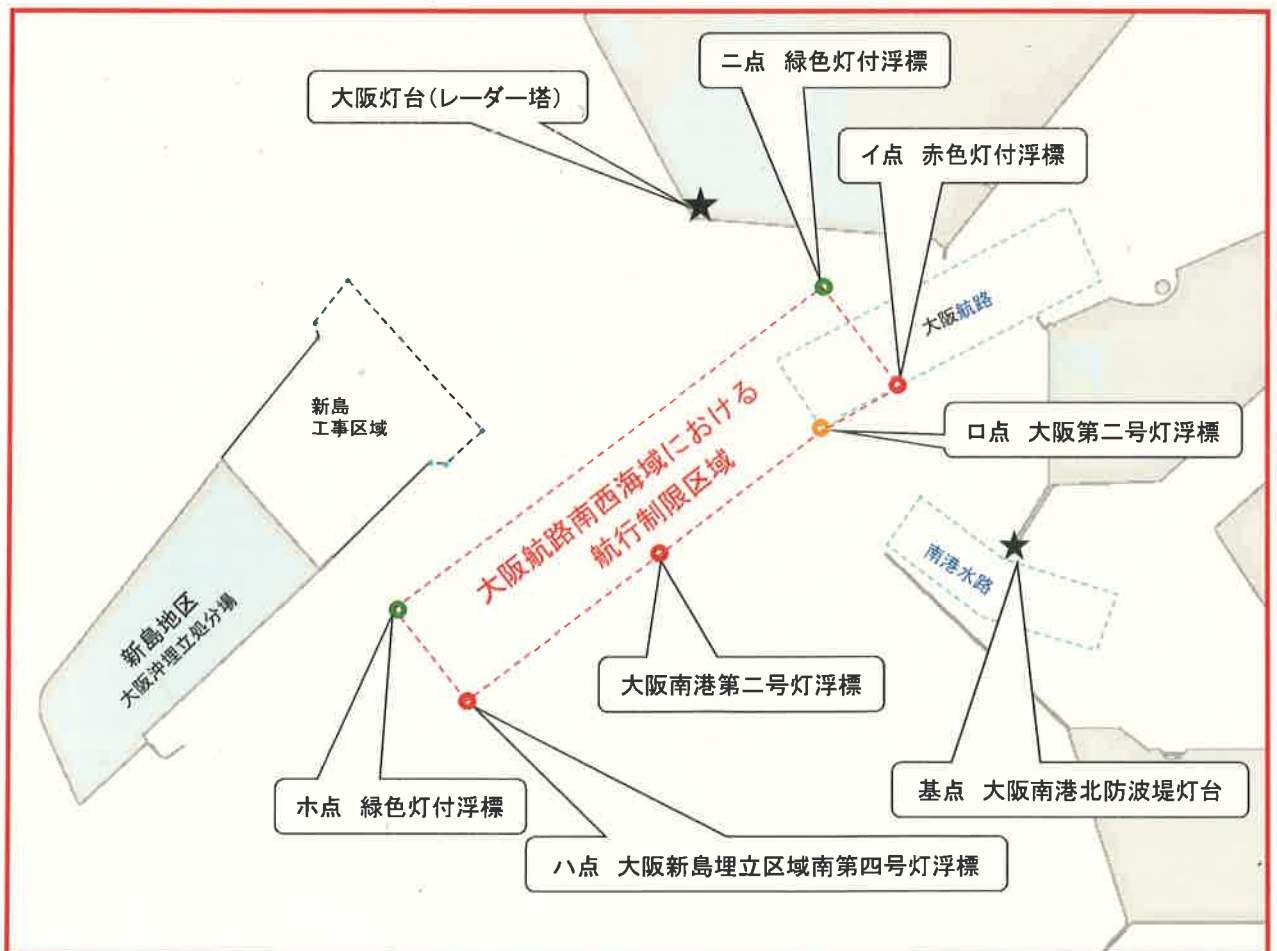 二点 緑色灯付浮標
大阪灯台(レーダー塔)
イ点 赤色灯付浮標
大阪航路
新島
工事区域
ロ点 大阪第二号灯浮標
大阪航路南西海域における
航行制限区域
南港水路
新島地区
大阪沖埋立処分場
大阪南港第二号灯浮標
ホ点 緑色灯付浮標
基点 大阪南港北防波堤灯台
ハ点 大阪新島埋立区域南第四号灯浮標